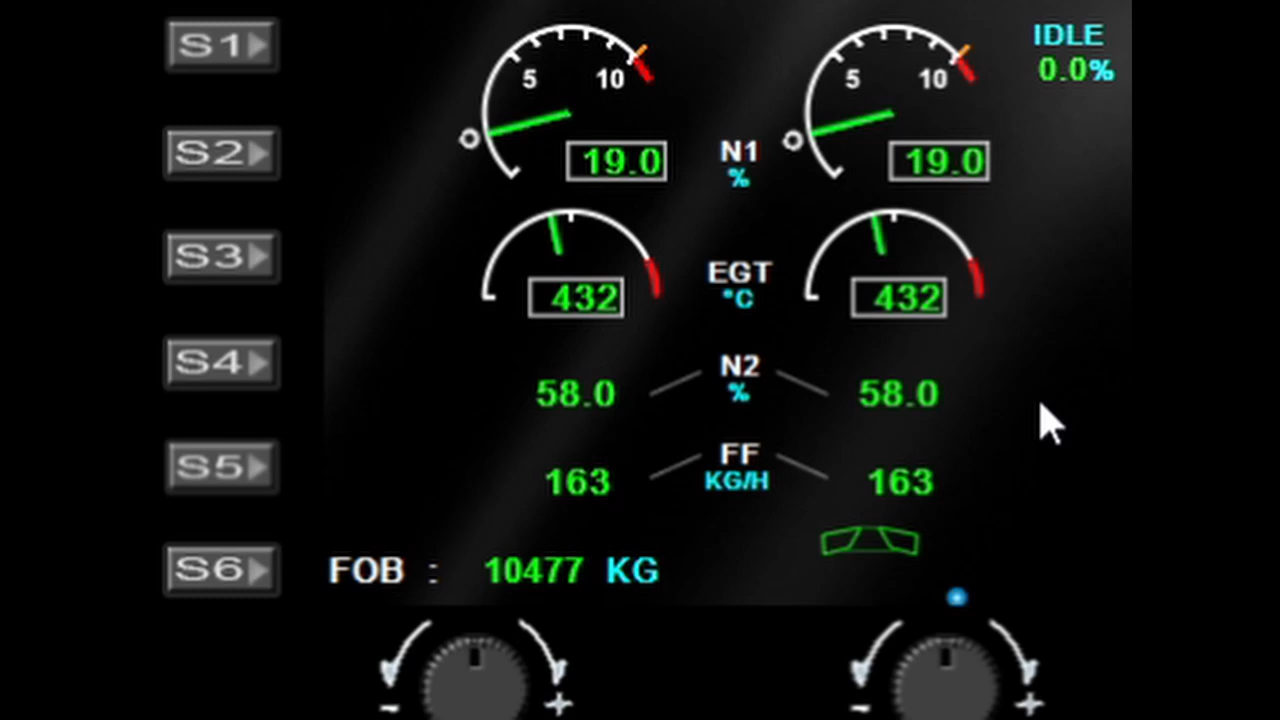 S1
IDLE
0.0%
5 10
5 10
19.0 N1 19.0
%
S2
S3
EGT
432 °C 432
S4
N2
58.0 % 58.0
S5
FF
163 KG/H 163
S6
FOB : 10477 KG
- +
- +